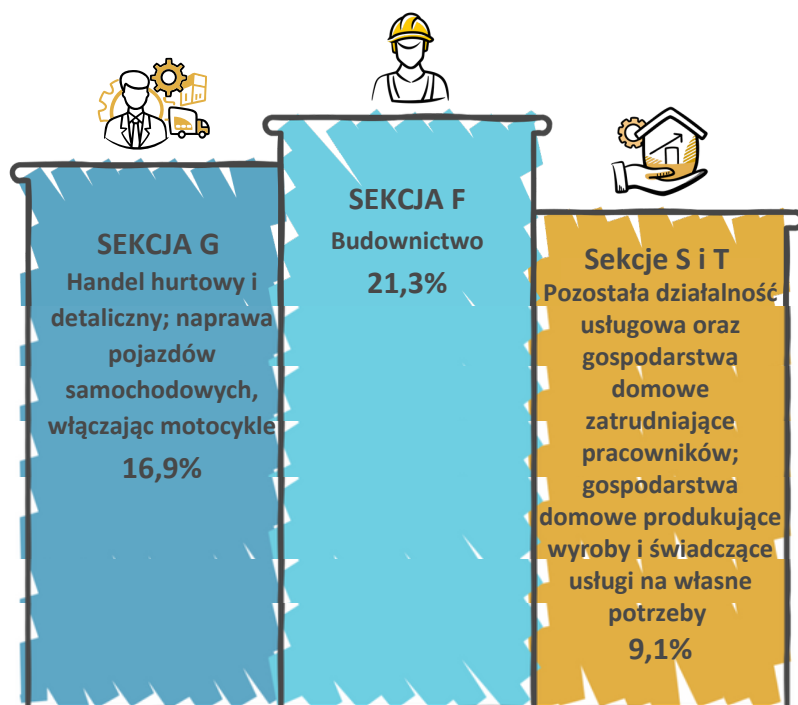 SEKCJA G
Handel hurtowy i
detaliczny; naprawa
pojazdów
samochodowych,
włączając motocykle
16,9%
SEKCJA F
Budownictwo
21,3%
Sekcje S i T
Pozostała działalność
usługowa oraz
gospodarstwa
domowe
zatrudniające
pracowników;
gospodarstwa
domowe produkujące
wyroby i świadczące
usługi na własne
potrzeby
9,1%